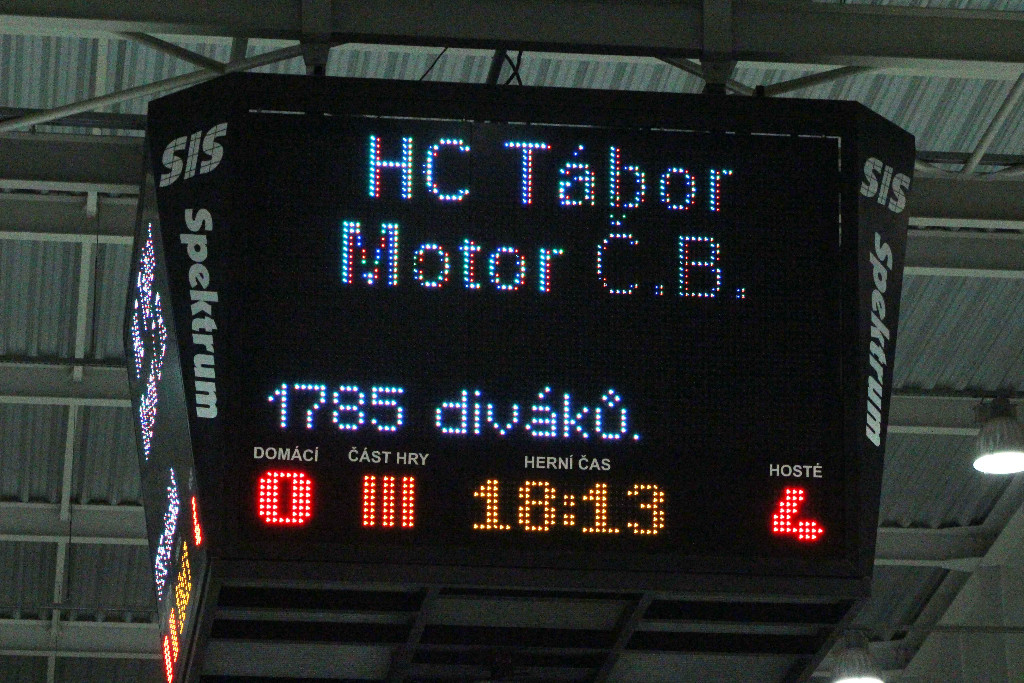 SIS
Spektrum
HC Tábor
Motor Č.B.
1785 diváků.
DOMÁCÍ ČÁST HRY HERNÍ ČAS HOSTÉ
0 III 18:13
SIS
Spektrum